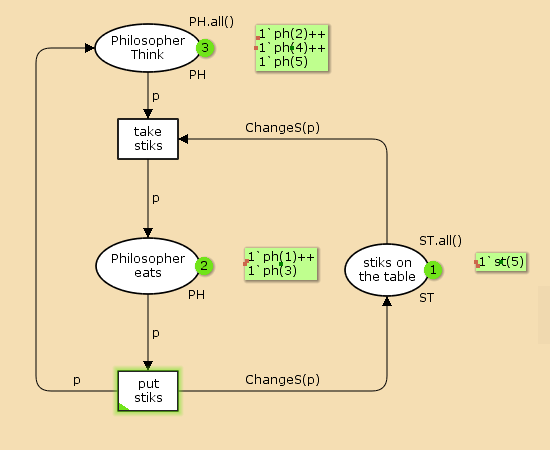 PH.all()
Philosopher
Think
3
PH
1`ph(2)++
1`ph(4)++
1`ph(5)
p
take
stiks
ChangeS(p)
p
Philosopher
eats
2
PH
1`ph(1)++
1`ph(3)
ST.all()
stiks on
the table
1
ST
1`st(5)
p
p
put
stiks
ChangeS(p)